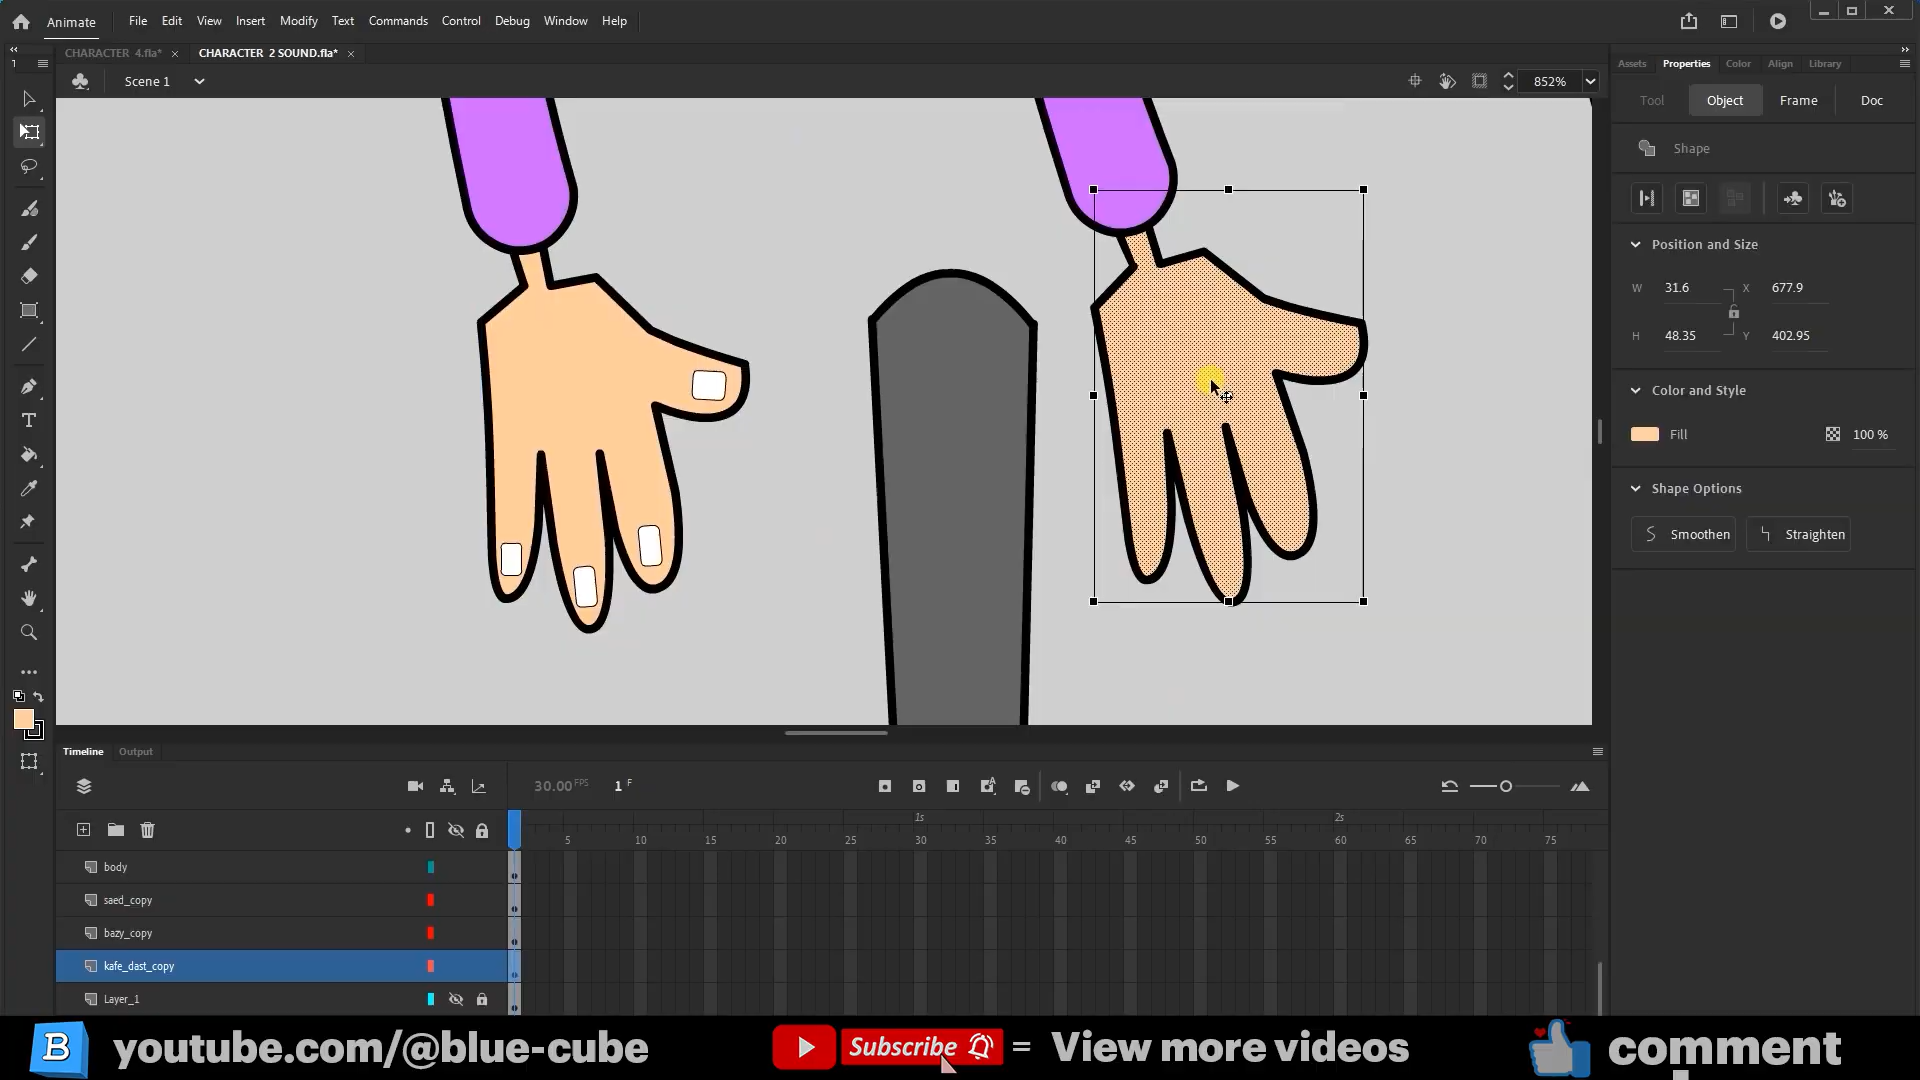 Animate File Edit View Insert Modify Text Commands Control Debug Window Help
CHARACTER 4.fla* CHARACTER 2 SOUND.fla*
Scene 1 852%
Assets Properties Color Align Library
Tool Object Frame Doc
Shape
Position and Size
W 31.6 X 677.9
H 48.35 Y 402.95
Color and Style
Fill 100 %
Shape Options
Smoothen Straighten
Timeline Output
30.00 FPS 1 F
1s 2s
5 10 15 20 25 30 35 40 45 50 55 60 65 70 75
body
saed_copy
bazy_copy
kafe_dast_copy
Layer_1
B youtube.com/@blue-cube Subscribe = View more videos comment